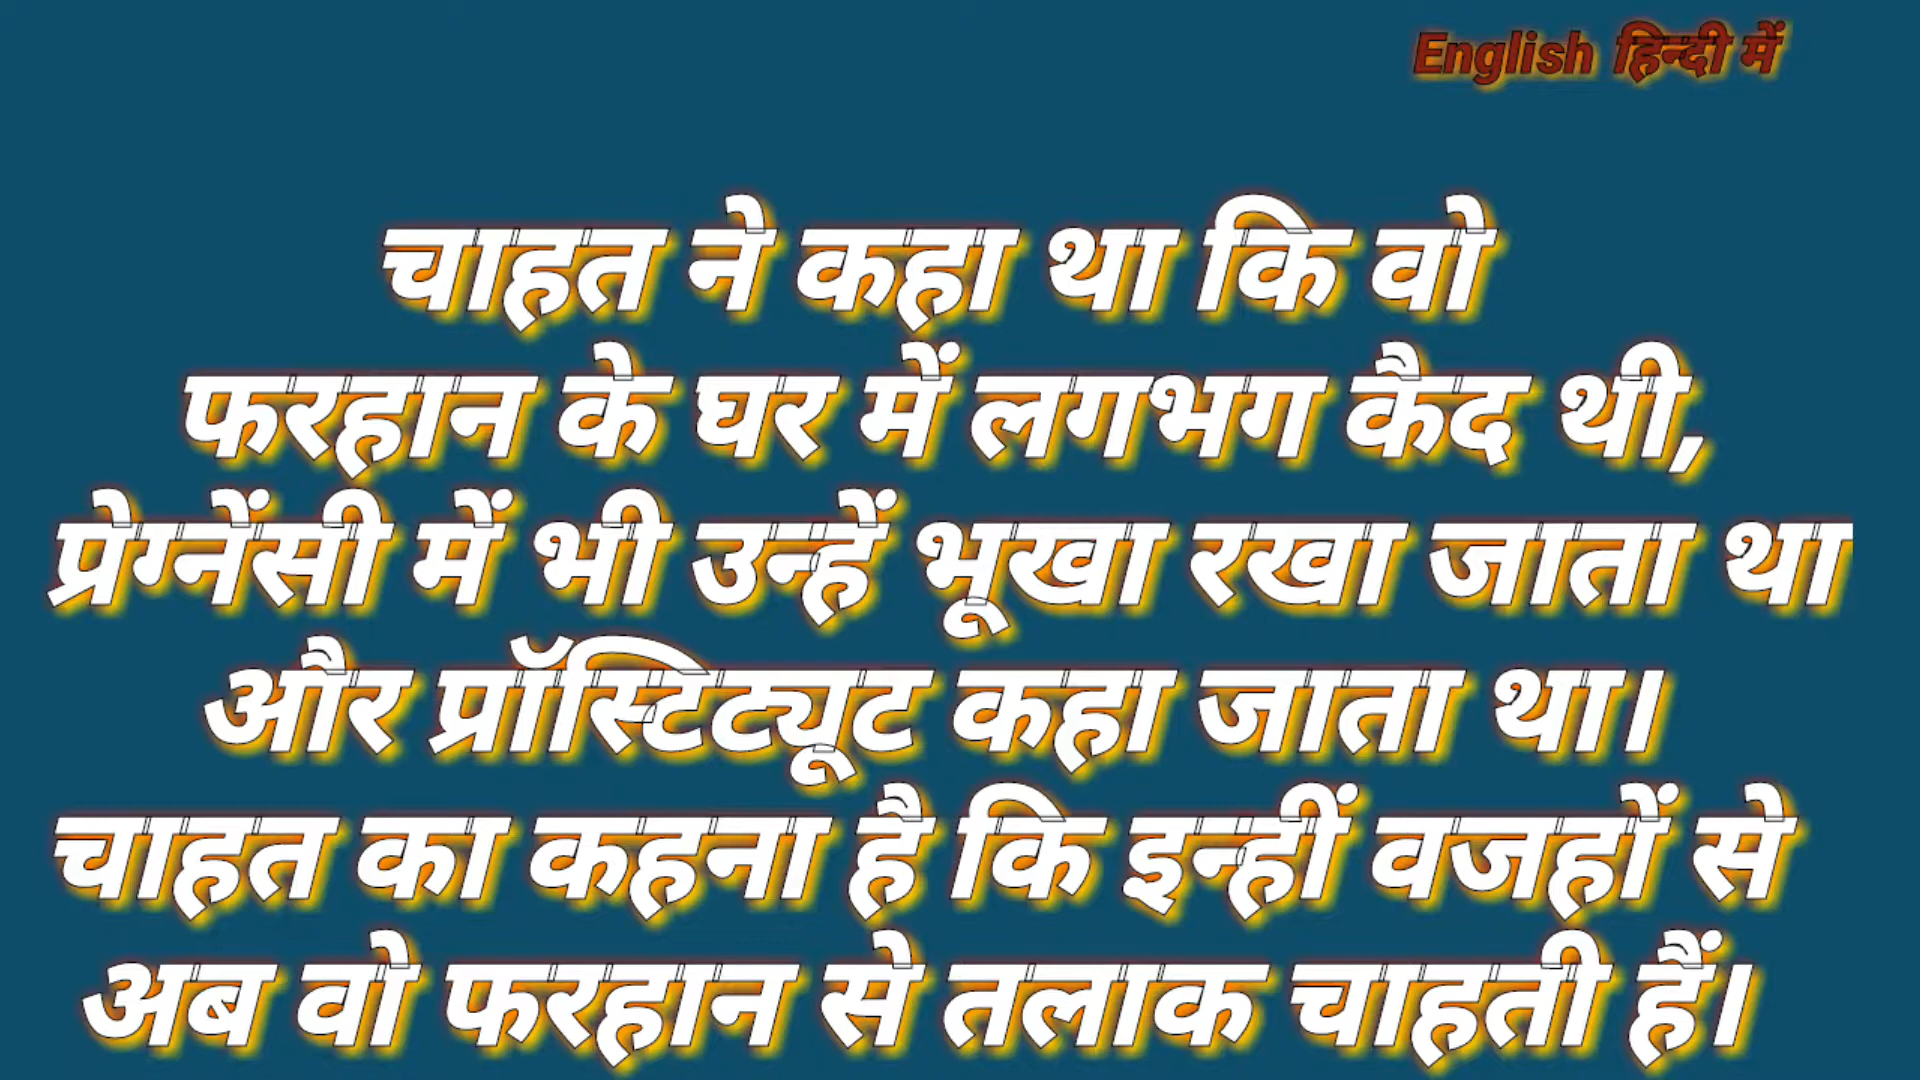 English हिन्दी में
चाहत ने कहा था कि वो
फरहान के घर में लगभग कैद थी,
प्रेग्नेंसी में भी उन्हें भूखा रखा जाता था
और प्रॉस्टिट्यूट कहा जाता था।
चाहत का कहना है कि इन्हीं वजहों से
अब वो फरहान से तलाक चाहती हैं।